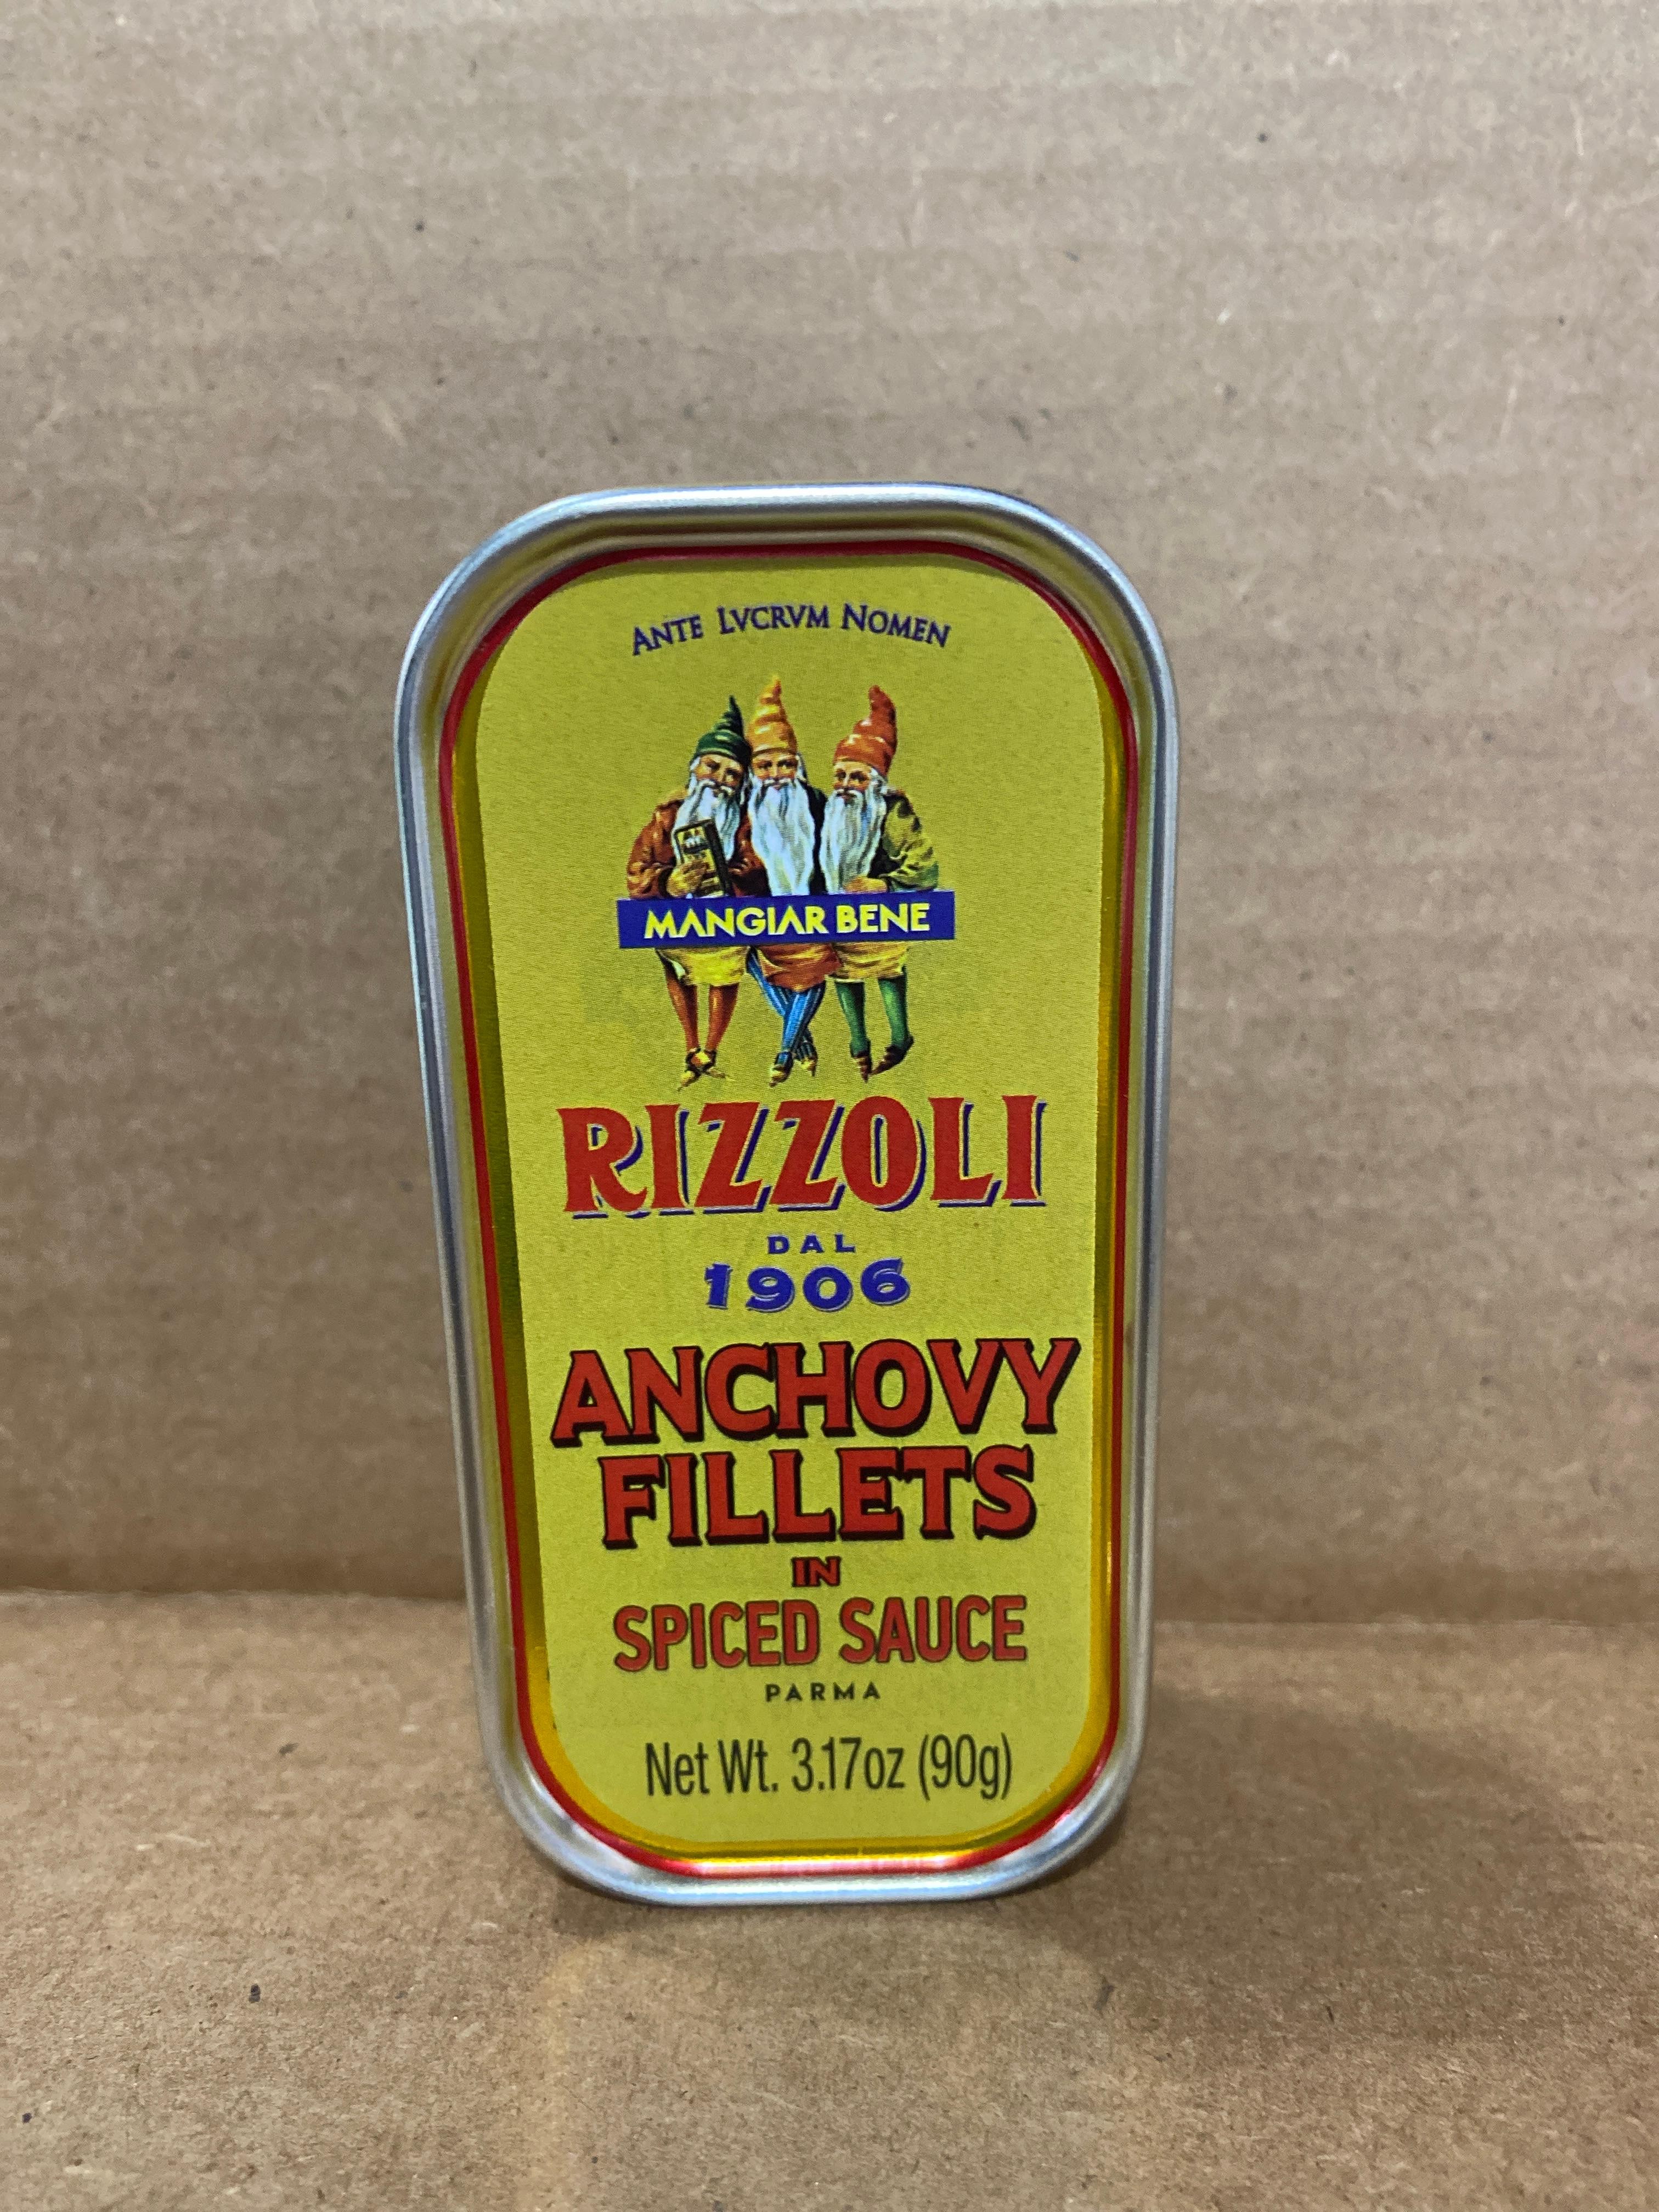 ANTE LVCRVM NOMEN
MANGIAR BENE
RIZZOLI
DAL
1906
ANCHOVY
FILLETS
IN
SPICED SAUCE
PARMA
Net Wt. 3.17oz (90g)